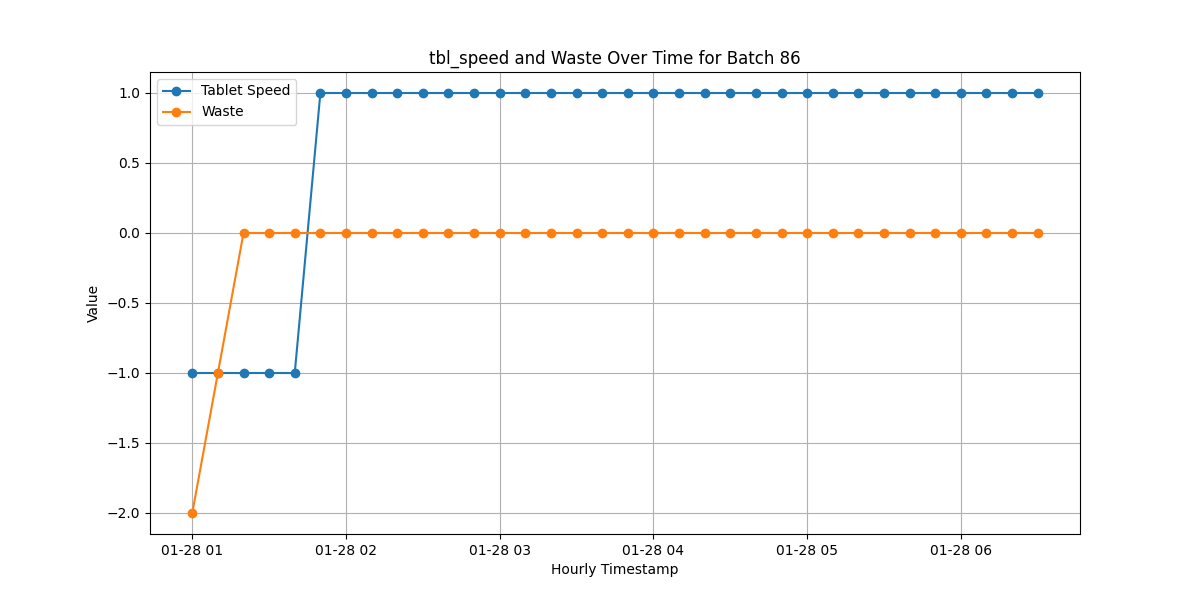 tbl_speed and Waste Over Time for Batch 86
Tablet Speed
Waste
1.0
0.5
0.0
−0.5
−1.0
−1.5
−2.0
Value
01-28 01 01-28 02 01-28 03 01-28 04 01-28 05 01-28 06
Hourly Timestamp